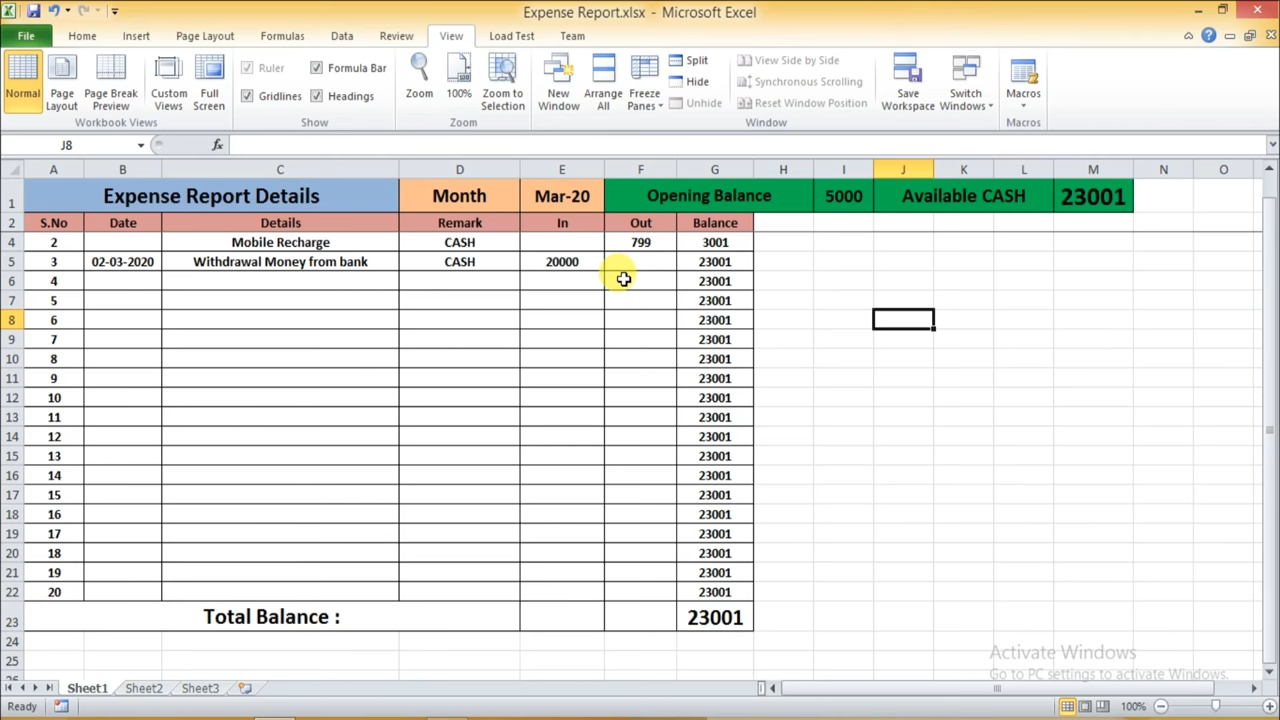 Expense Report.xlsx - Microsoft Excel
File Home Insert Page Layout Formulas Data Review View Load Test Team
Normal Page Layout Page Break Preview Custom Views Full Screen
Ruler Formula Bar
Gridlines Headings
Zoom 100% Zoom to Selection
New Window Arrange All Freeze Panes
Split
Hide
Unhide
View Side by Side
Synchronous Scrolling
Reset Window Position
Save Workspace Switch Windows Macros
Workbook Views Show Zoom Window Macros
J8 fx
A B C D E F G H I J K L M N O
1 Expense Report Details Month Mar-20 Opening Balance 5000 Available CASH 23001
2 S.No Date Details Remark In Out Balance
4 2 Mobile Recharge CASH 799 3001
5 3 02-03-2020 Withdrawal Money from bank CASH 20000 23001
6 4 23001
7 5 23001
8 6 23001
9 7 23001
10 8 23001
11 9 23001
12 10 23001
13 11 23001
14 12 23001
15 13 23001
16 14 23001
17 15 23001
18 16 23001
19 17 23001
20 18 23001
21 19 23001
22 20 23001
23 Total Balance : 23001
24
25
Activate Windows
Go to PC settings to activate Windows.
Sheet1 Sheet2 Sheet3
Ready 100%